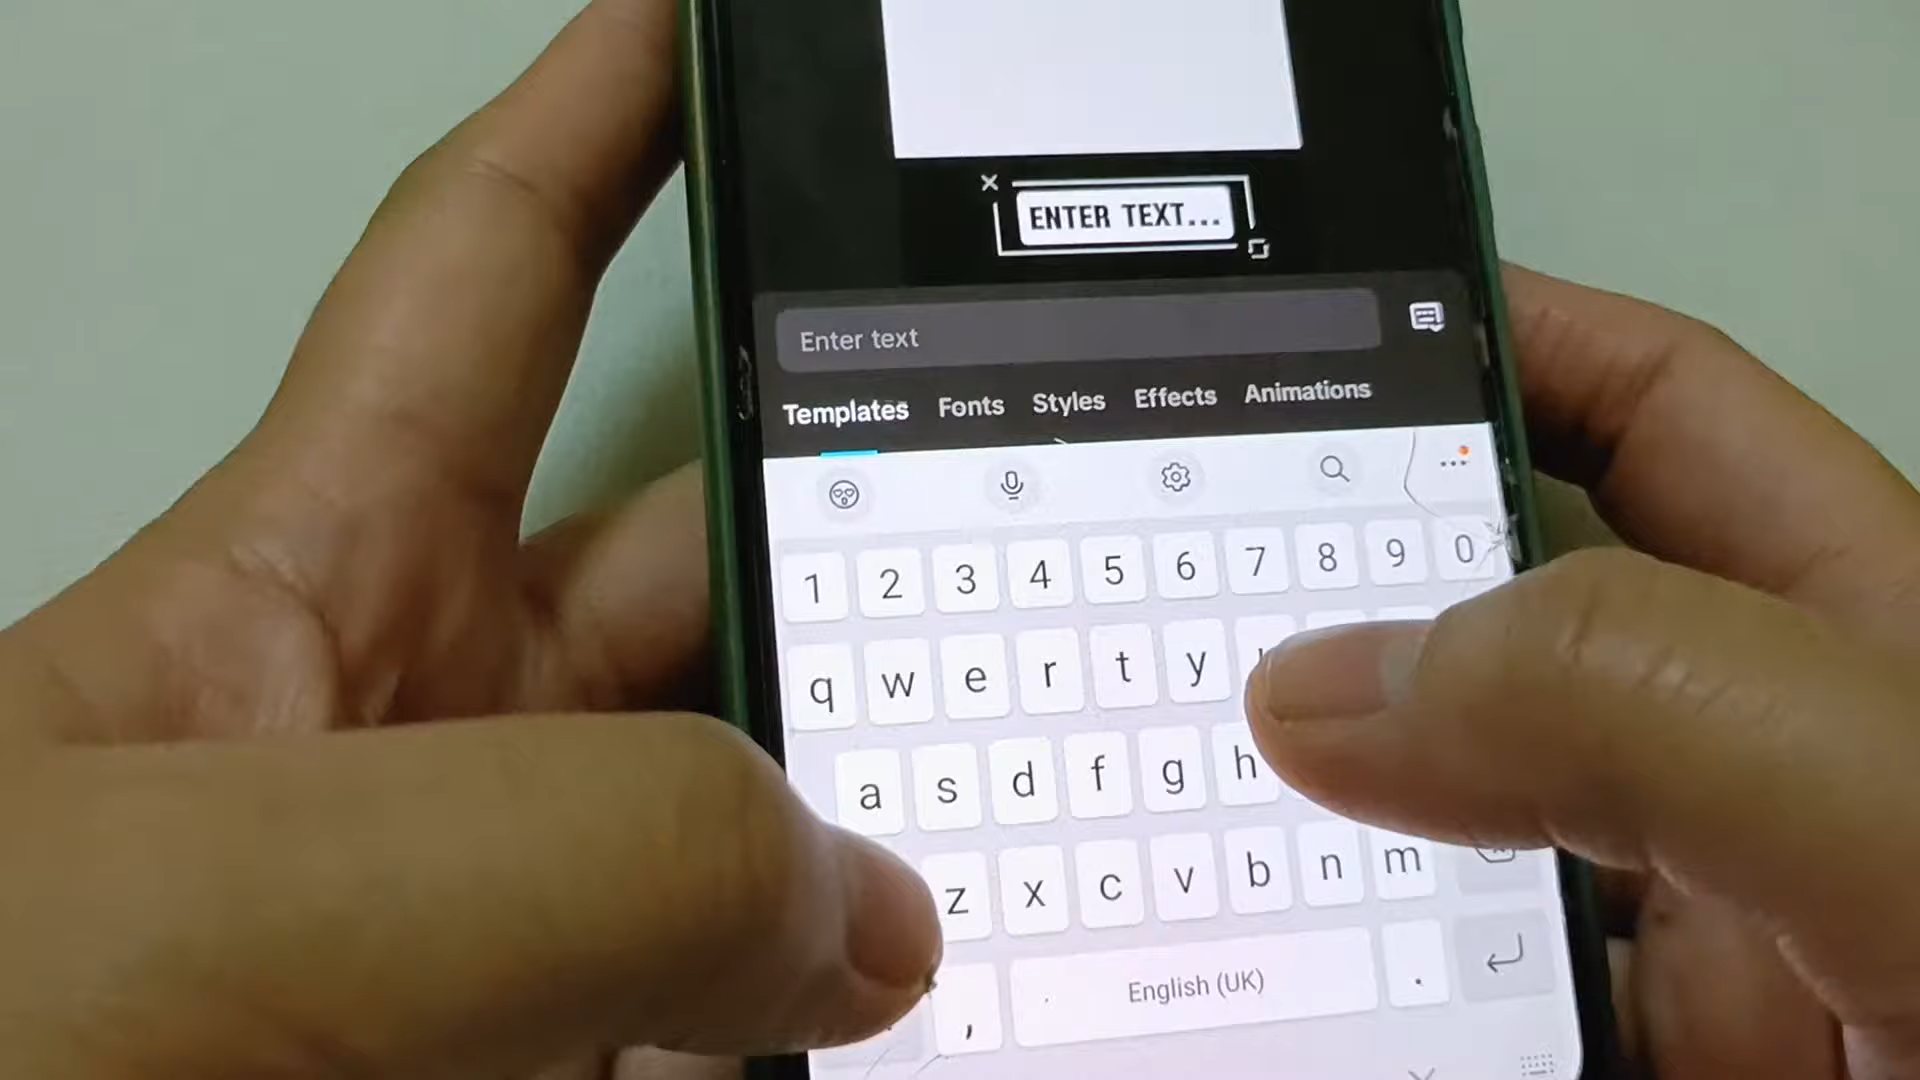 ENTER TEXT...
Enter text
Templates Fonts Styles Effects Animations
1 2 3 4 5 6 7 8 9 0
q w e r t y
a s d f g h
z x c v b n m
, English (UK) .